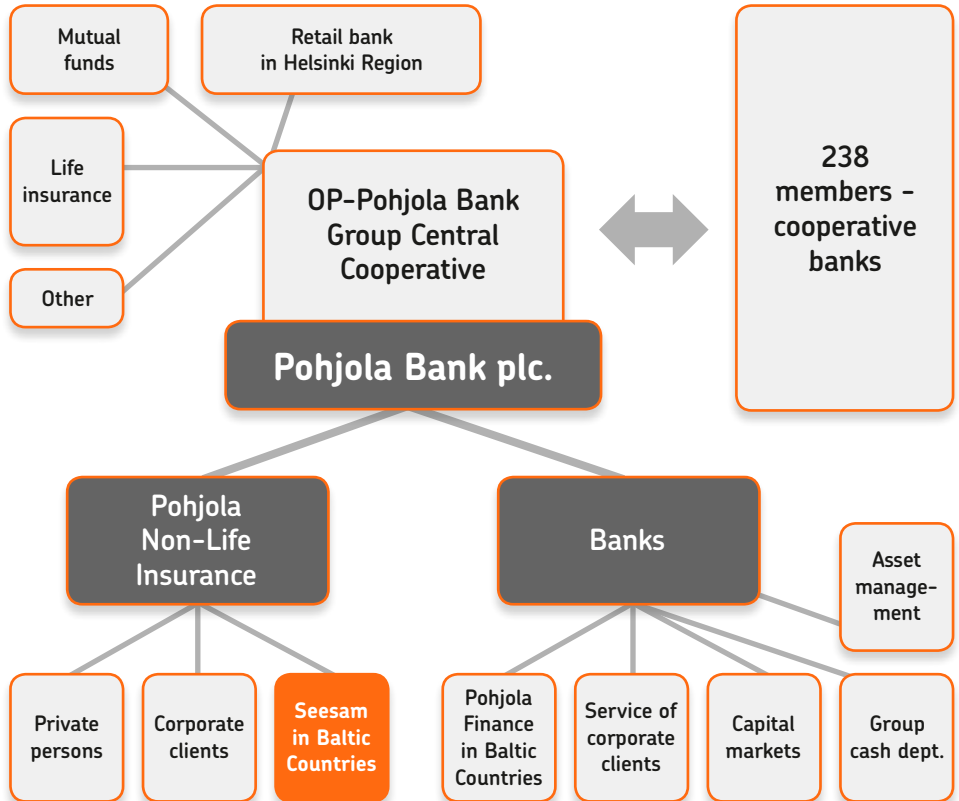 Mutual
funds
Retail bank
in Helsinki Region
Life
insurance
Other
OP-Pohjola Bank
Group Central
Cooperative
238
members -
cooperative
banks
Pohjola Bank plc.
Pohjola
Non-Life
Insurance
Banks
Asset
manage-
ment
Private
persons
Corporate
clients
Seesam
in Baltic
Countries
Pohjola
Finance
in Baltic
Countries
Service of
corporate
clients
Capital
markets
Group
cash dept.